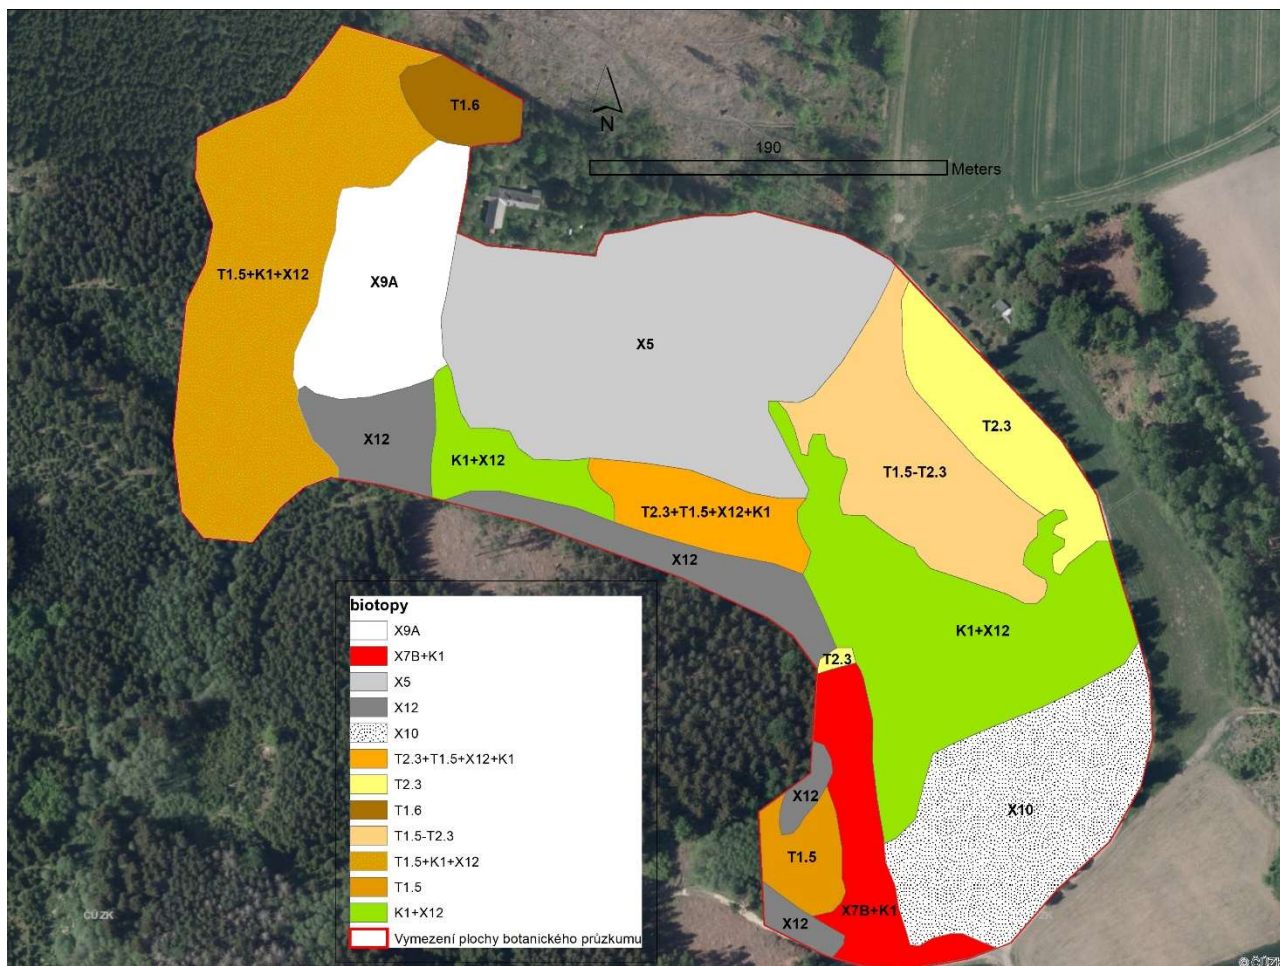 T1.6
N
190
Meters
T1.5+K1+X12
X9A
X5
T2.3
X12
K1+X12
T1.5-T2.3
T2.3+T1.5+X12+K1
X12
K1+X12
T2.3
X12
X10
T1.5
X7B+K1
X12
biotopy
X9A
X7B+K1
X5
X12
X10
T2.3+T1.5+X12+K1
T2.3
T1.6
T1.5-T2.3
T1.5+K1+X12
T1.5
K1+X12
Vymezení plochy botanického průzkumu
ČÚZK
© ČÚZK